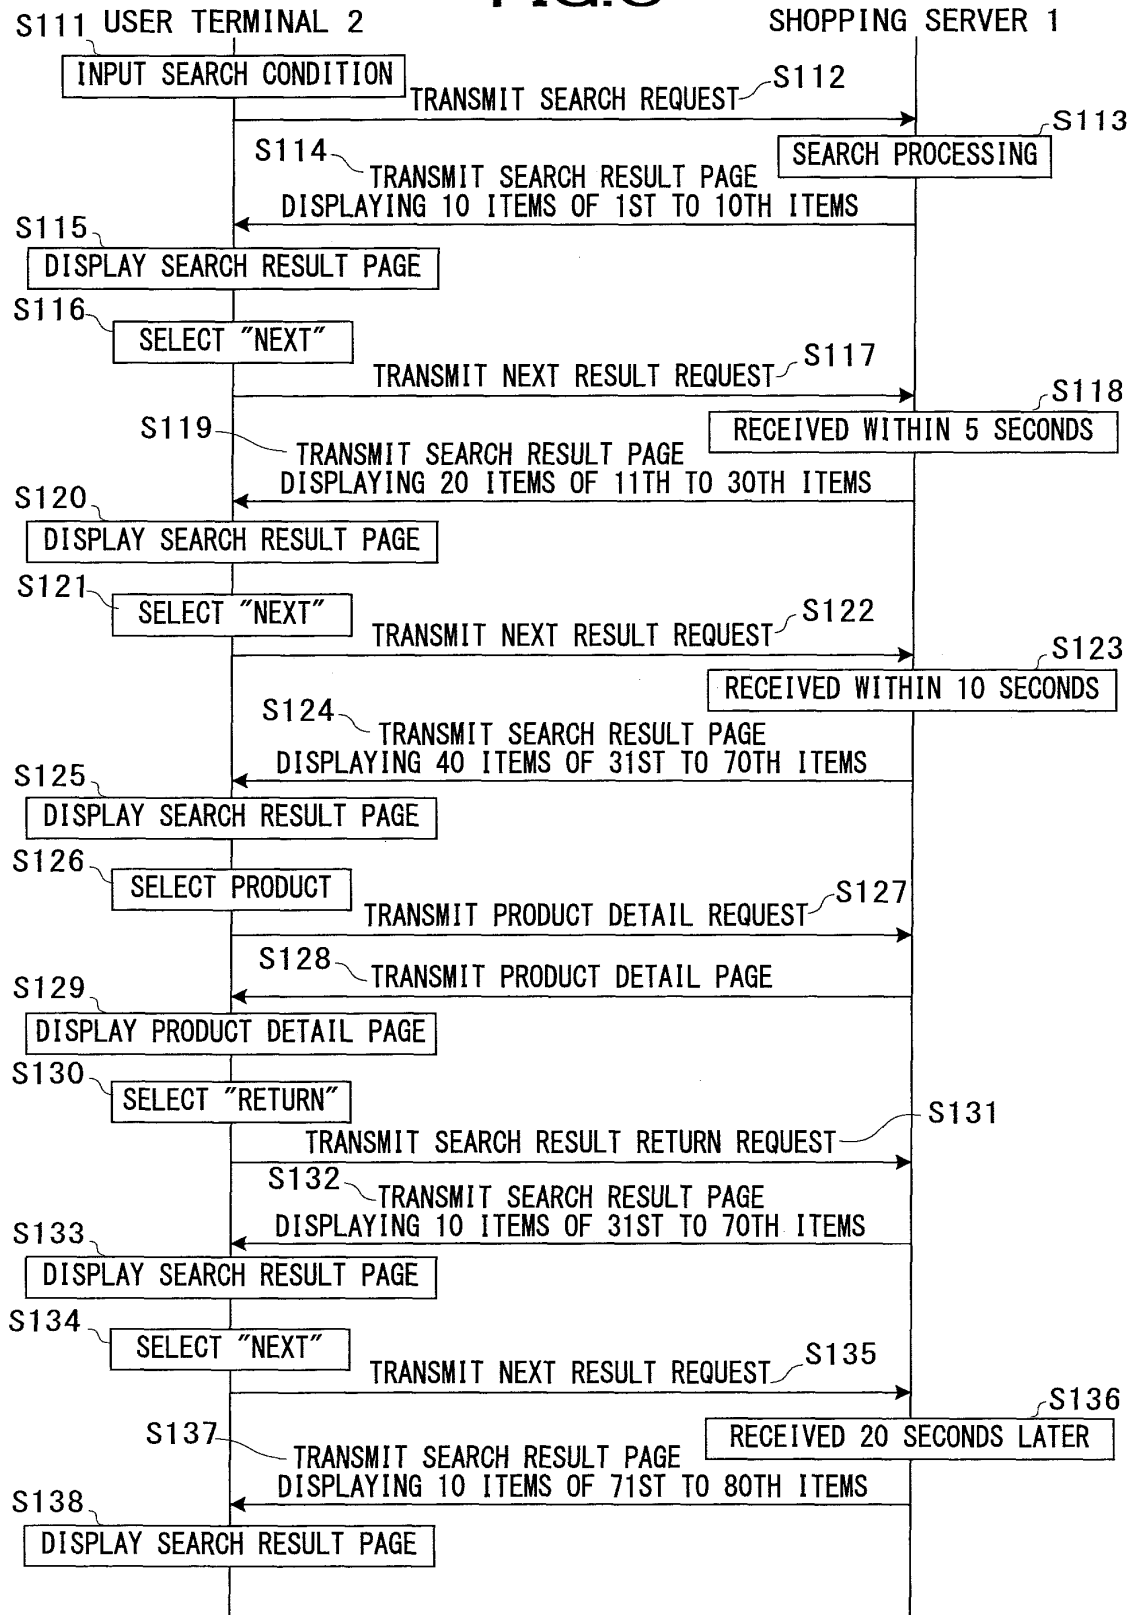 S111 USER TERMINAL 2
SHOPPING SERVER 1
INPUT SEARCH CONDITION
TRANSMIT SEARCH REQUEST S112
S113
SEARCH PROCESSING
S114
TRANSMIT SEARCH RESULT PAGE
DISPLAYING 10 ITEMS OF 1ST TO 10TH ITEMS
S115
DISPLAY SEARCH RESULT PAGE
S116
SELECT "NEXT"
TRANSMIT NEXT RESULT REQUEST S117
S118
RECEIVED WITHIN 5 SECONDS
S119
TRANSMIT SEARCH RESULT PAGE
DISPLAYING 20 ITEMS OF 11TH TO 30TH ITEMS
S120
DISPLAY SEARCH RESULT PAGE
S121
SELECT "NEXT"
TRANSMIT NEXT RESULT REQUEST S122
S123
RECEIVED WITHIN 10 SECONDS
S124
TRANSMIT SEARCH RESULT PAGE
DISPLAYING 40 ITEMS OF 31ST TO 70TH ITEMS
S125
DISPLAY SEARCH RESULT PAGE
S126
SELECT PRODUCT
TRANSMIT PRODUCT DETAIL REQUEST S127
S128
TRANSMIT PRODUCT DETAIL PAGE
S129
DISPLAY PRODUCT DETAIL PAGE
S130
SELECT "RETURN"
TRANSMIT SEARCH RESULT RETURN REQUEST S131
S132
TRANSMIT SEARCH RESULT PAGE
DISPLAYING 10 ITEMS OF 31ST TO 70TH ITEMS
S133
DISPLAY SEARCH RESULT PAGE
S134
SELECT "NEXT"
TRANSMIT NEXT RESULT REQUEST S135
S136
RECEIVED 20 SECONDS LATER
S137
TRANSMIT SEARCH RESULT PAGE
DISPLAYING 10 ITEMS OF 71ST TO 80TH ITEMS
S138
DISPLAY SEARCH RESULT PAGE